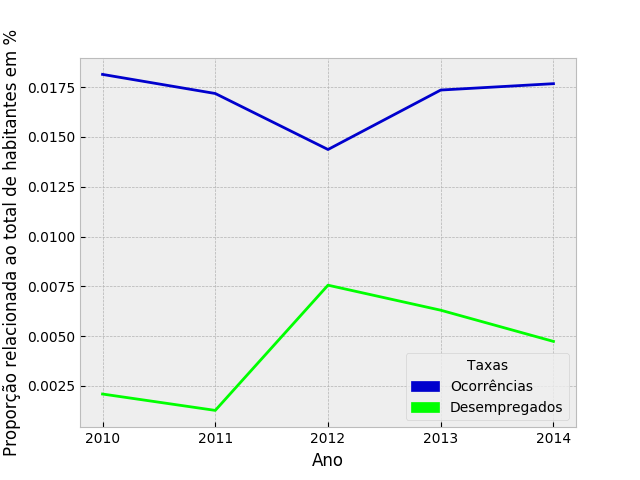 Proporção relacionada ao total de habitantes em %
0.0175
0.0150
0.0125
0.0100
0.0075
0.0050
0.0025
Taxas
Ocorrências
Desempregados
2010 2011 2012 2013 2014
Ano